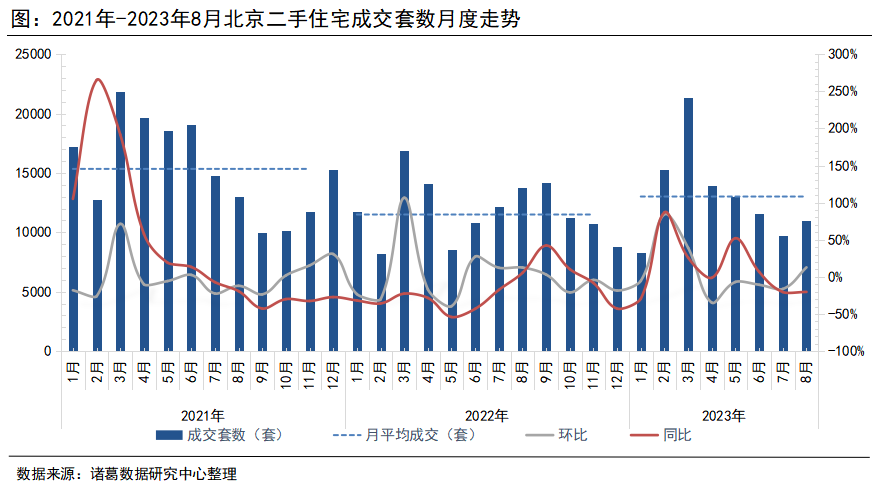 图：2021年-2023年8月北京二手住宅成交套数月度走势
25000 300%
250%
20000 200%
15000 150%
100%
10000 50%
0%
5000 -50%
0 -100%
1月 2月 3月 4月 5月 6月 7月 8月 9月 10月 11月 12月 1月 2月 3月 4月 5月 6月 7月 8月 9月 10月 11月 12月 1月 2月 3月 4月 5月 6月 7月 8月
2021年 2022年 2023年
成交套数（套） 月平均成交（套） 环比 同比
数据来源：诸葛数据研究中心整理